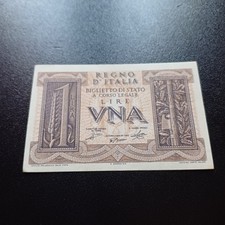 REGNO
D'ITALIA
BIGLIETTO DI STATO
A CORSO LEGALE
LIRE
VNA